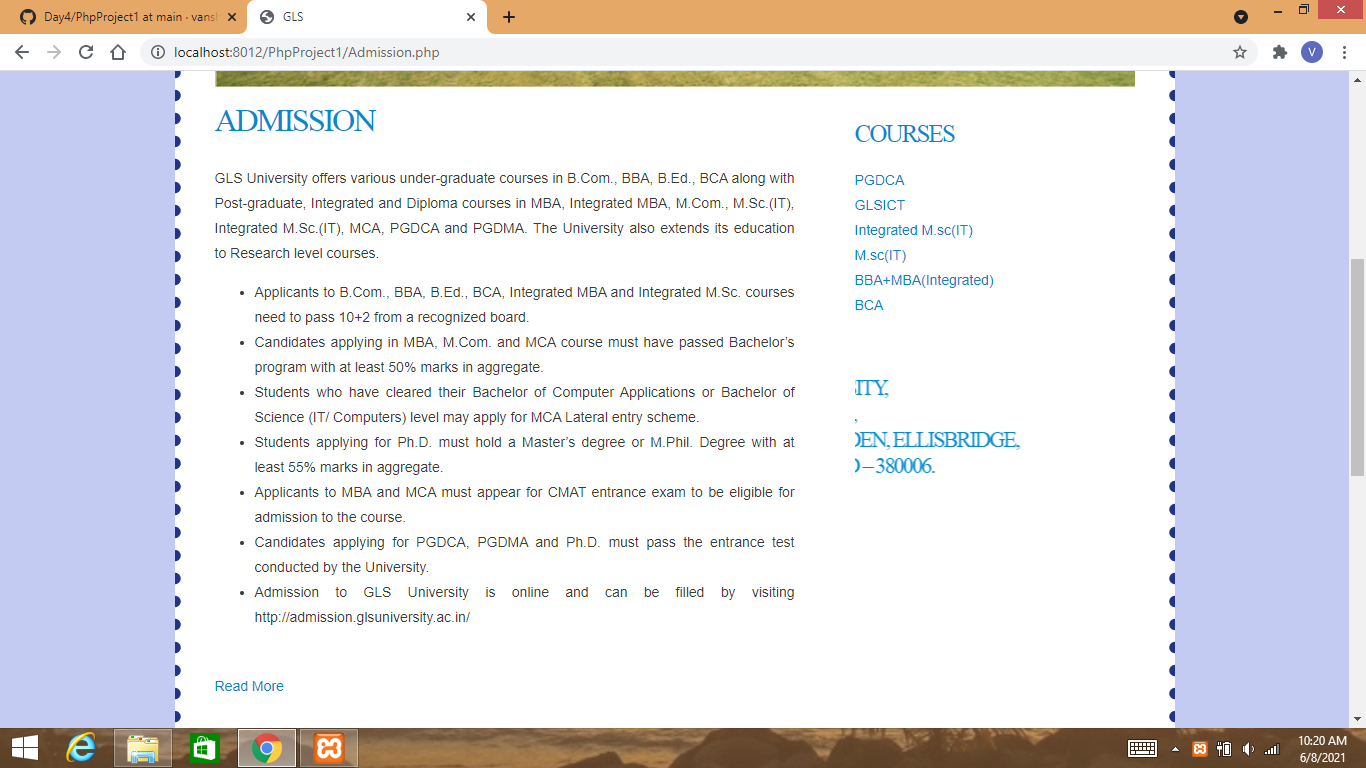 Day4/PhpProject1 at main · vansl
GLS
localhost:8012/PhpProject1/Admission.php
V
ADMISSION
GLS University offers various under-graduate courses in B.Com., BBA, B.Ed., BCA along with
Post-graduate, Integrated and Diploma courses in MBA, Integrated MBA, M.Com., M.Sc.(IT),
Integrated M.Sc.(IT), MCA, PGDCA and PGDMA. The University also extends its education
to Research level courses.
• Applicants to B.Com., BBA, B.Ed., BCA, Integrated MBA and Integrated M.Sc. courses
need to pass 10+2 from a recognized board.
• Candidates applying in MBA, M.Com. and MCA course must have passed Bachelor’s
program with at least 50% marks in aggregate.
• Students who have cleared their Bachelor of Computer Applications or Bachelor of
Science (IT/ Computers) level may apply for MCA Lateral entry scheme.
• Students applying for Ph.D. must hold a Master’s degree or M.Phil. Degree with at
least 55% marks in aggregate.
• Applicants to MBA and MCA must appear for CMAT entrance exam to be eligible for
admission to the course.
• Candidates applying for PGDCA, PGDMA and Ph.D. must pass the entrance test
conducted by the University.
• Admission to GLS University is online and can be filled by visiting
http://admission.glsuniversity.ac.in/
Read More
COURSES
PGDCA
GLSICT
Integrated M.sc(IT)
M.sc(IT)
BBA+MBA(Integrated)
BCA
ITY,
,
DEN, ELLISBRIDGE,
– 380006.
10:20 AM
6/8/2021